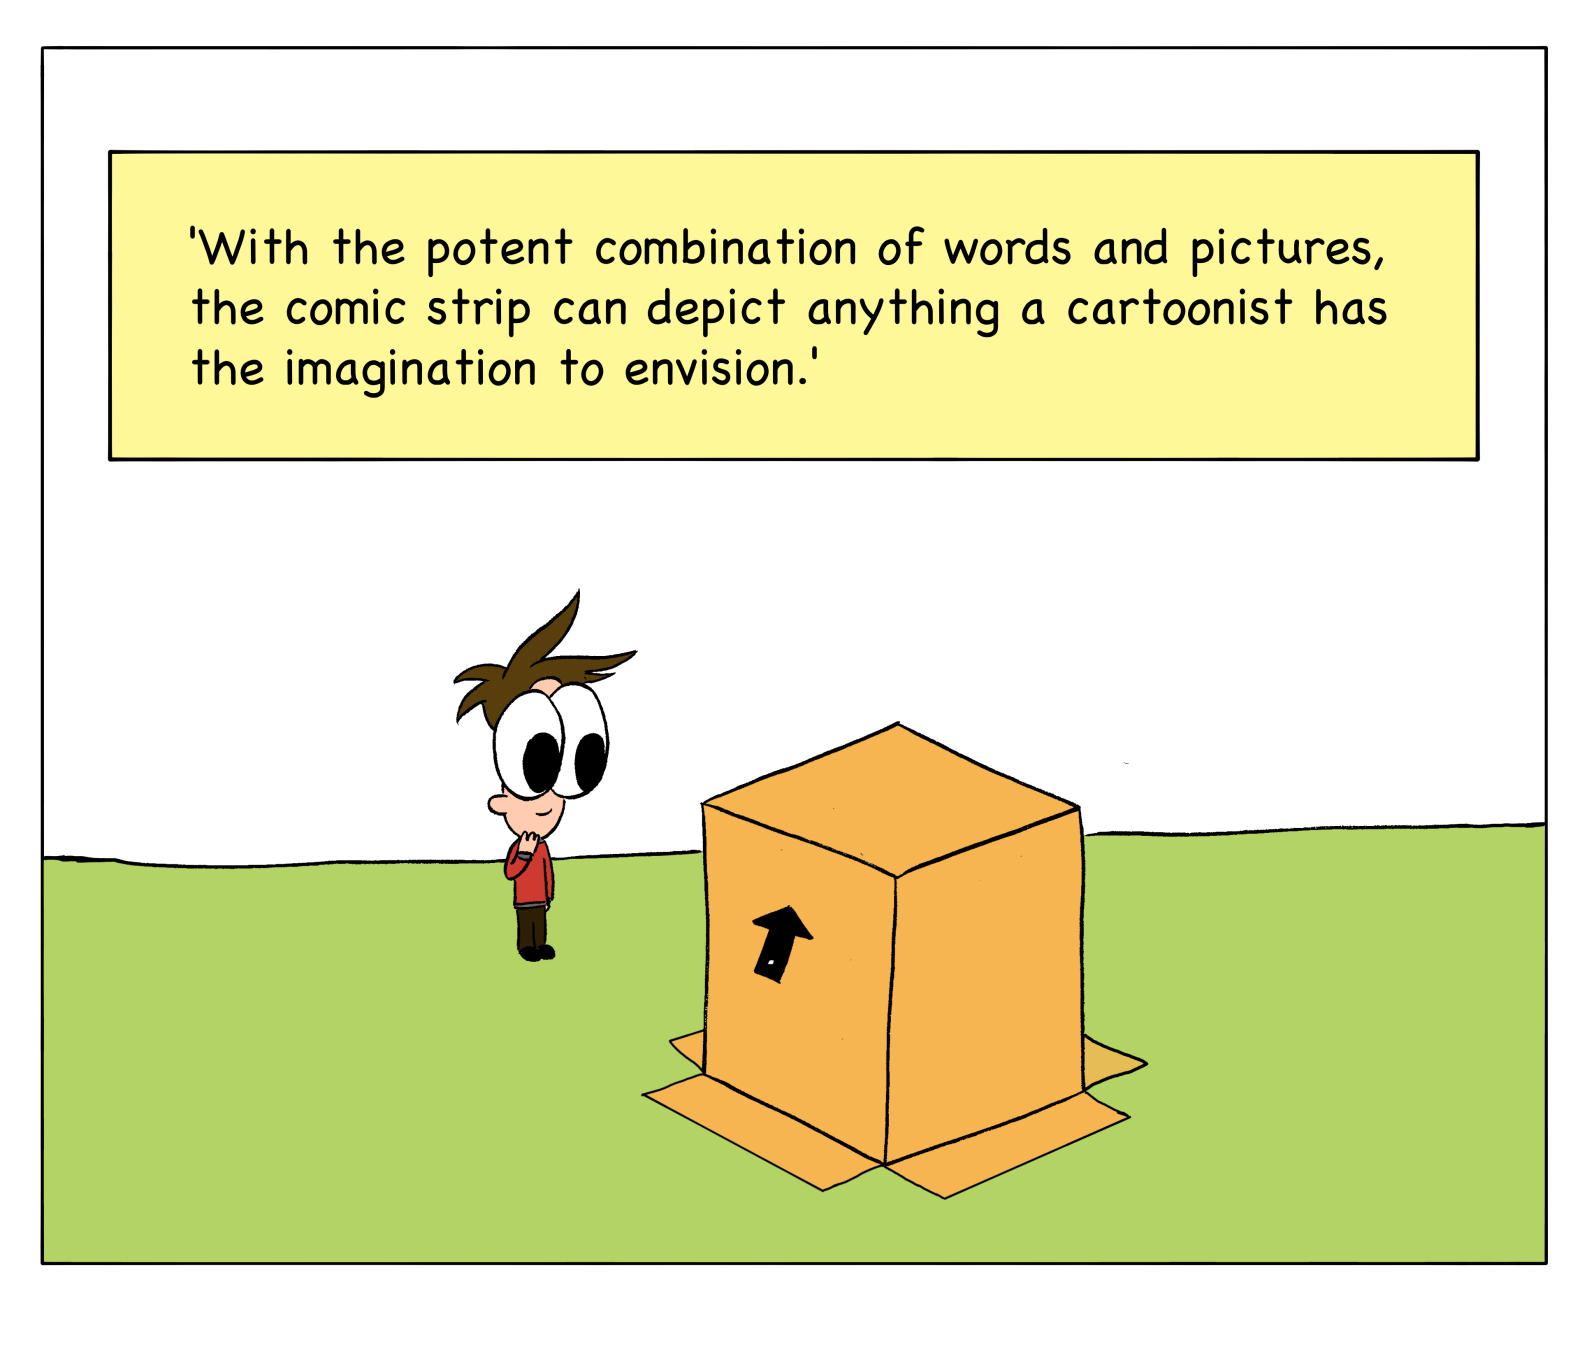 'With the potent combination of words and pictures,
the comic strip can depict anything a cartoonist has
the imagination to envision.'